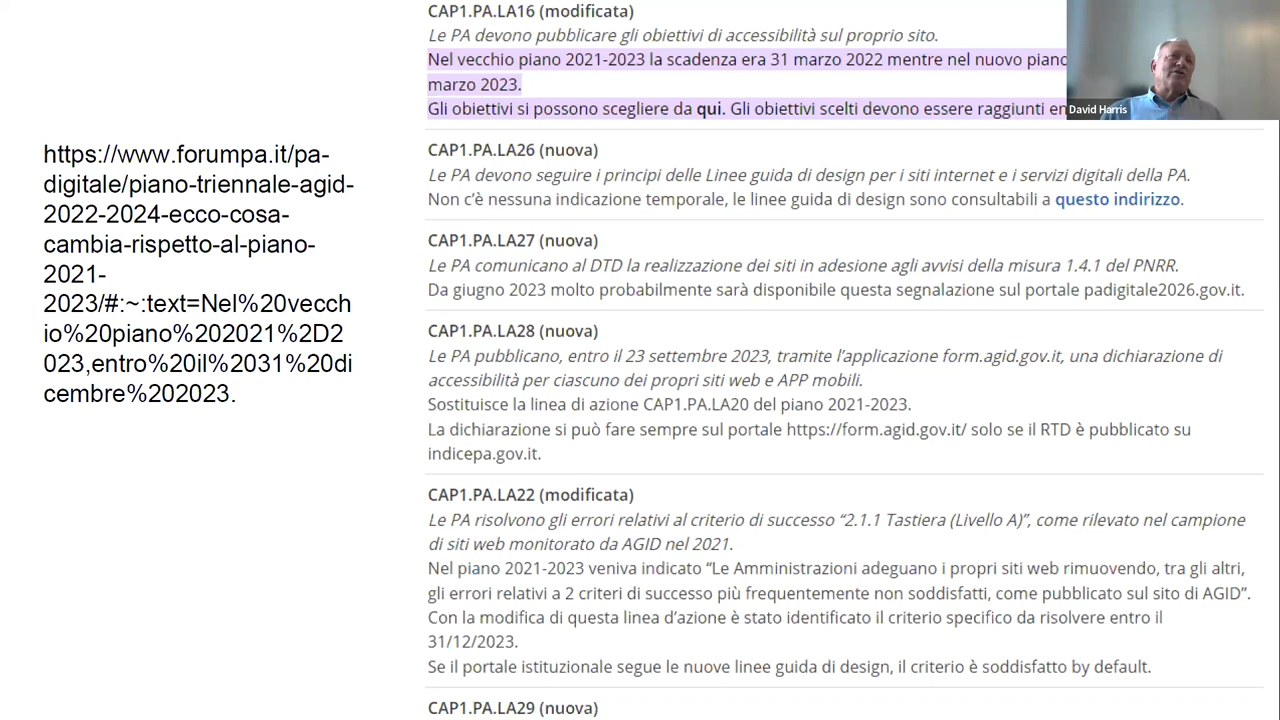 https://www.forumpa.it/pa-
digitale/piano-triennale-agid-
2022-2024-ecco-cosa-
cambia-rispetto-al-piano-
2021-
2023/#:~:text=Nel%20vecch
io%20piano%202021%2D2
023,entro%20il%2031%20di
cembre%202023.
CAP1.PA.LA16 (modificata)
Le PA devono pubblicare gli obiettivi di accessibilità sul proprio sito.
Nel vecchio piano 2021-2023 la scadenza era 31 marzo 2022 mentre nel nuovo piano
marzo 2023.
Gli obiettivi si possono scegliere da qui. Gli obiettivi scelti devono essere raggiunti
David Harris
CAP1.PA.LA26 (nuova)
Le PA devono seguire i principi delle Linee guida di design per i siti internet e i servizi digitali della PA.
Non c’è nessuna indicazione temporale, le linee guida di design sono consultabili a questo indirizzo.
CAP1.PA.LA27 (nuova)
Le PA comunicano al DTD la realizzazione dei siti in adesione agli avvisi della misura 1.4.1 del PNRR.
Da giugno 2023 molto probabilmente sarà disponibile questa segnalazione sul portale padigitale2026.gov.it.
CAP1.PA.LA28 (nuova)
Le PA pubblicano, entro il 23 settembre 2023, tramite l’applicazione form.agid.gov.it, una dichiarazione di
accessibilità per ciascuno dei propri siti web e APP mobili.
Sostituisce la linea di azione CAP1.PA.LA20 del piano 2021-2023.
La dichiarazione si può fare sempre sul portale https://form.agid.gov.it/ solo se il RTD è pubblicato su
indicepa.gov.it.
CAP1.PA.LA22 (modificata)
Le PA risolvono gli errori relativi al criterio di successo “2.1.1 Tastiera (Livello A)”, come rilevato nel campione
di siti web monitorato da AGID nel 2021.
Nel piano 2021-2023 veniva indicato “Le Amministrazioni adeguano i propri siti web rimuovendo, tra gli altri,
gli errori relativi a 2 criteri di successo più frequentemente non soddisfatti, come pubblicato sul sito di AGID”.
Con la modifica di questa linea d’azione è stato identificato il criterio specifico da risolvere entro il
31/12/2023.
Se il portale istituzionale segue le nuove linee guida di design, il criterio è soddisfatto by default.
CAP1.PA.LA29 (nuova)